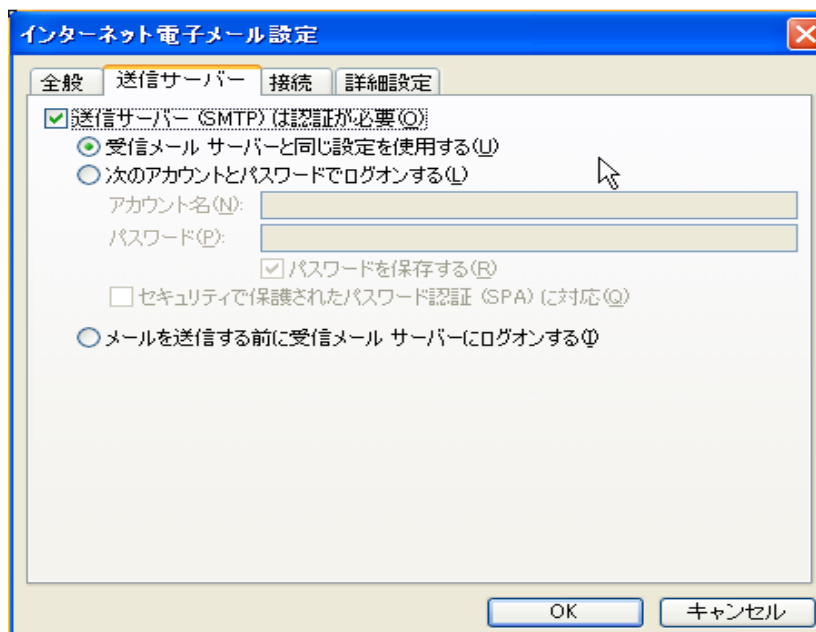 インターネット電子メール設定
全般 送信サーバー 接続 詳細設定
送信サーバー (SMTP) は認証が必要(O)
受信メール サーバーと同じ設定を使用する(U)
次のアカウントとパスワードでログオンする(L)
アカウント名(N):
パスワード(P):
パスワードを保存する(R)
セキュリティで保護されたパスワード認証 (SPA) に対応(Q)
メールを送信する前に受信メール サーバーにログオンする(I)
OK キャンセル